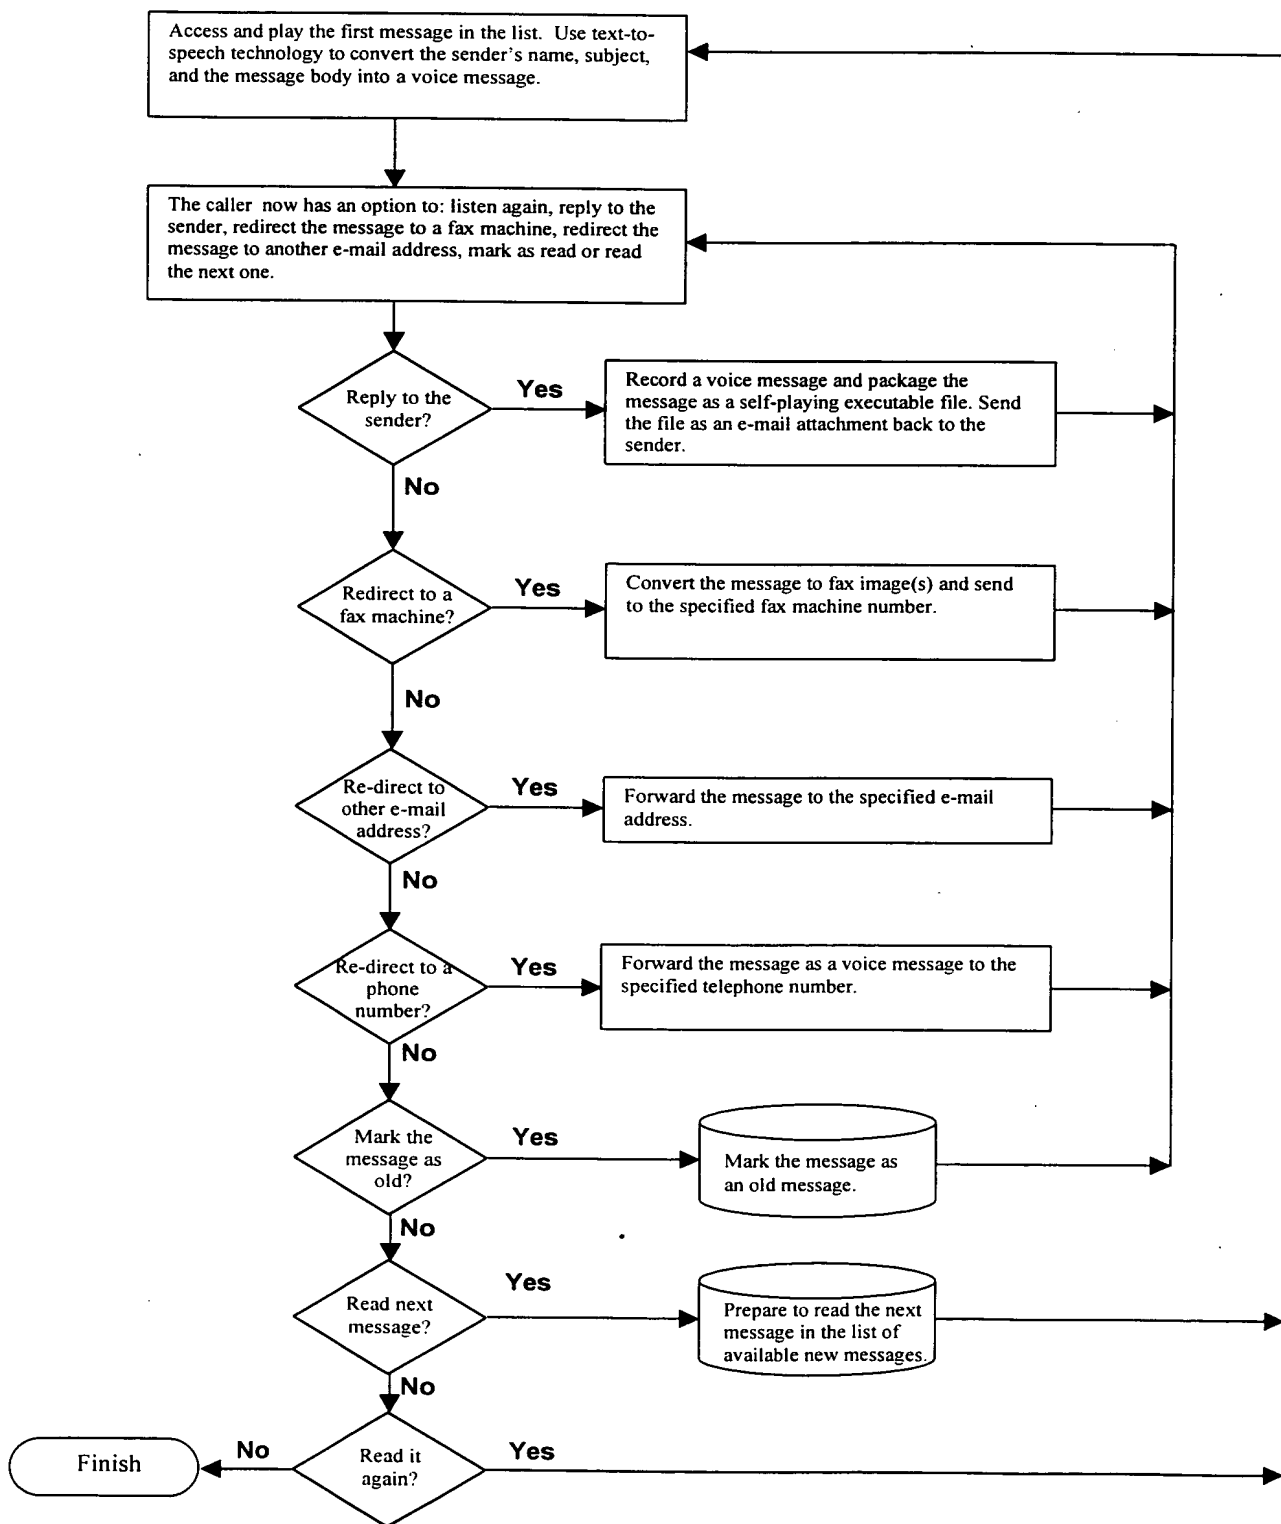 Access and play the first message in the list. Use text-to-
speech technology to convert the sender's name, subject,
and the message body into a voice message.
The caller now has an option to: listen again, reply to the
sender, redirect the message to a fax machine, redirect the
message to another e-mail address, mark as read or read
the next one.
Reply to the
sender?
Yes
Record a voice message and package the
message as a self-playing executable file. Send
the file as an e-mail attachment back to the
sender.
No
Redirect to a
fax machine?
Yes
Convert the message to fax image(s) and send
to the specified fax machine number.
No
Re-direct to
other e-mail
address?
Yes
Forward the message to the specified e-mail
address.
No
Re-direct to a
phone
number?
Yes
Forward the message as a voice message to the
specified telephone number.
No
Mark the
message as
old?
Yes
Mark the message as
an old message.
No
Read next
message?
Yes
Prepare to read the next
message in the list of
available new messages.
No
Read it
again?
Yes
No
Finish